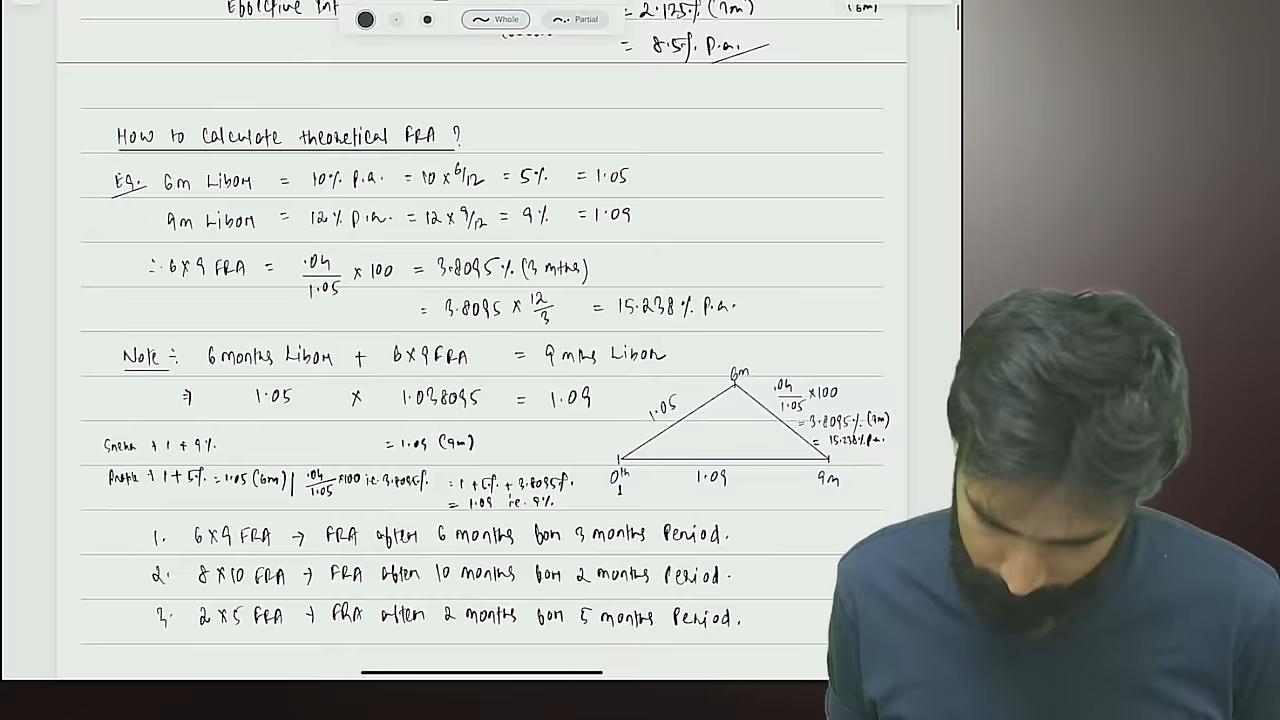 Effective Int = 2.125% (3m) (6m)
Whole Partial
= 8.5% p.a.
How to Calculate theoretical FRA ?
Eg. 6m Libor = 10% p.a. = 10 x 6/12 = 5% = 1.05
9m Libor = 12% p.a. = 12 x 9/12 = 9% = 1.09
∴ 6x9 FRA = .04/1.05 x 100 = 3.8095% (3 mths)
= 3.8095 x 12/3 = 15.238% p.a.
Note :- 6 months Libor + 6x9 FRA = 9 mths Libor
⇒ 1.05 x 1.038095 = 1.09
6m
1.05
.04/1.05 x100
= 3.8095% (3m)
= 15.238% p.a.
0th 1.09 9m
1
Sneha → 1 + 9% = 1.09 (9m)
→ 1+5% = 1.05 (6m) | .04/1.05 x100 i.e. 3.8095% = 1+5% + 3.8095%
= 1.09 i.e. 9%
1. 6x9 FRA → FRA after 6 months for 3 months Period.
2. 8x10 FRA → FRA after 10 months for 2 months Period.
3. 2x5 FRA → FRA after 2 months for 5 months Period.